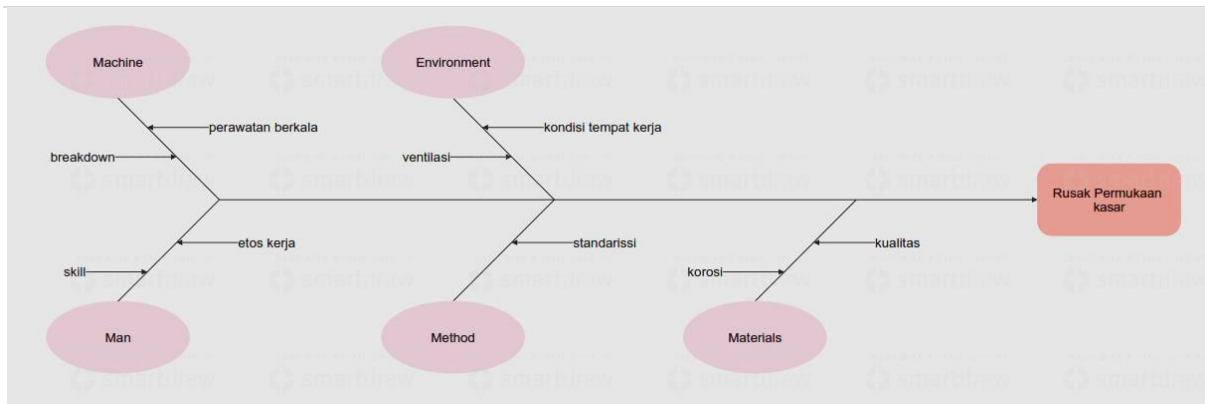 Machine
Environment
perawatan berkala
kondisi tempat kerja
breakdown
ventilasi
Rusak Permukaan
kasar
etos kerja
standarissi
kualitas
skill
korosi
Man
Method
Materials
smartdraw